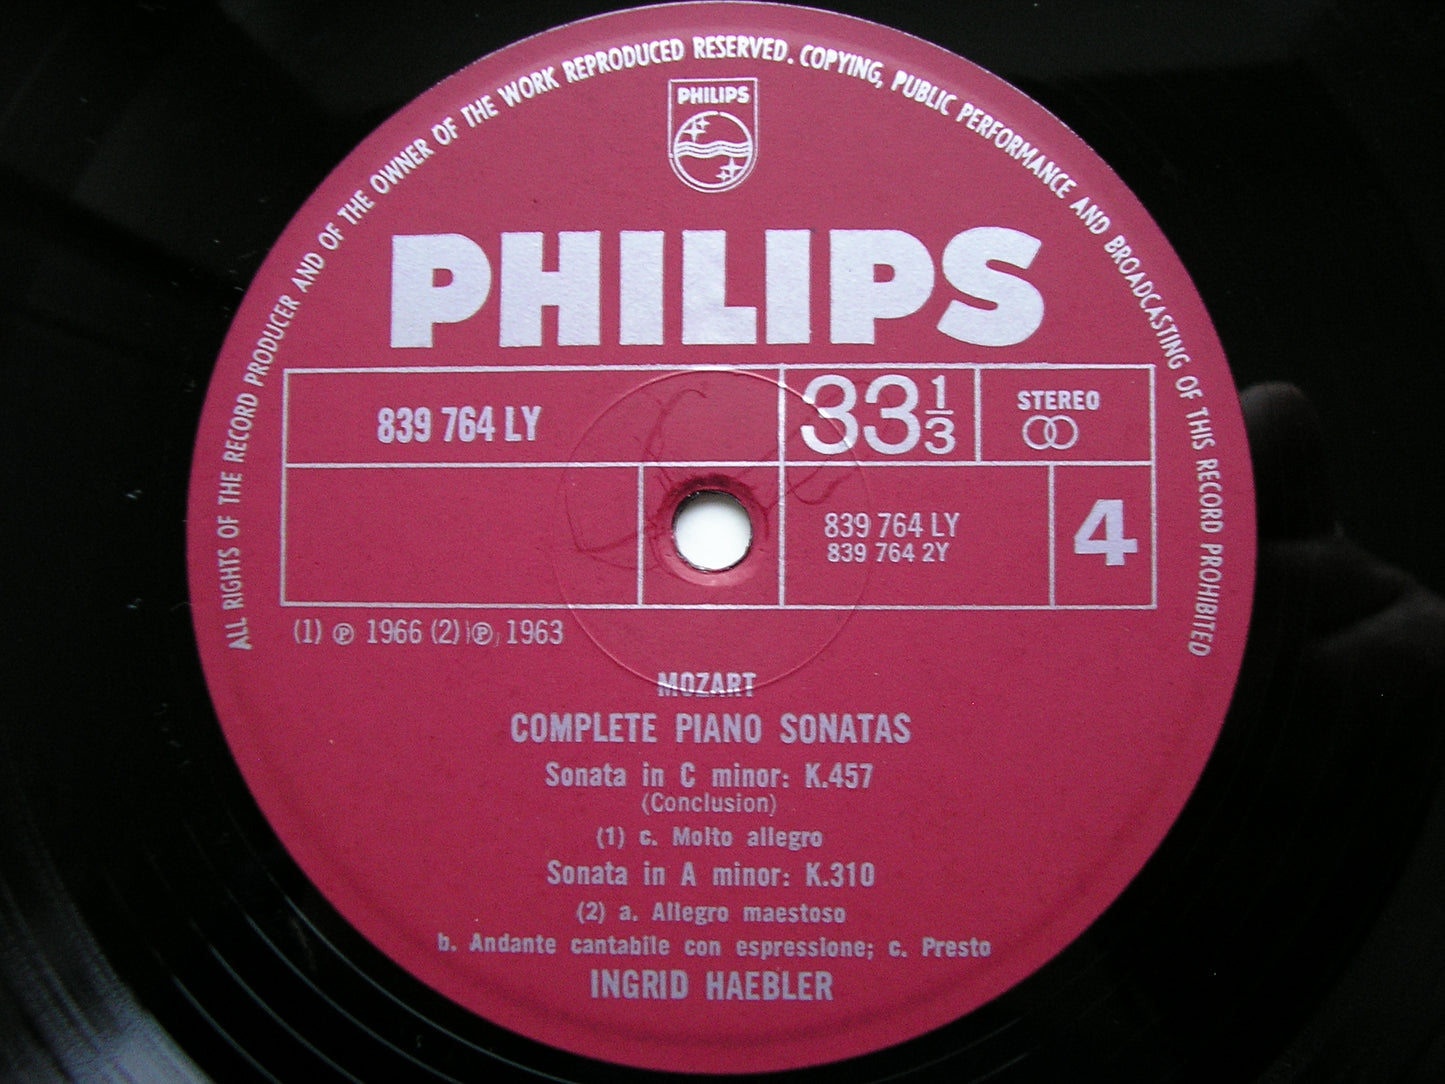 ALL RIGHTS OF THE RECORD PRODUCER AND OF THE OWNER OF THE WORK REPRODUCED RESERVED. COPYING, PUBLIC PERFORMANCE AND BROADCASTING OF THIS RECORD PROHIBITED
PHILIPS
PHILIPS
839 764 LY
33 1/3
STEREO
839 764 LY
839 764 2Y
4
(1) ℗ 1966 (2) ℗ 1963
MOZART
COMPLETE PIANO SONATAS
Sonata in C minor: K.457
(Conclusion)
(1) c. Molto allegro
Sonata in A minor: K.310
(2) a. Allegro maestoso
b. Andante cantabile con espressione; c. Presto
INGRID HAEBLER